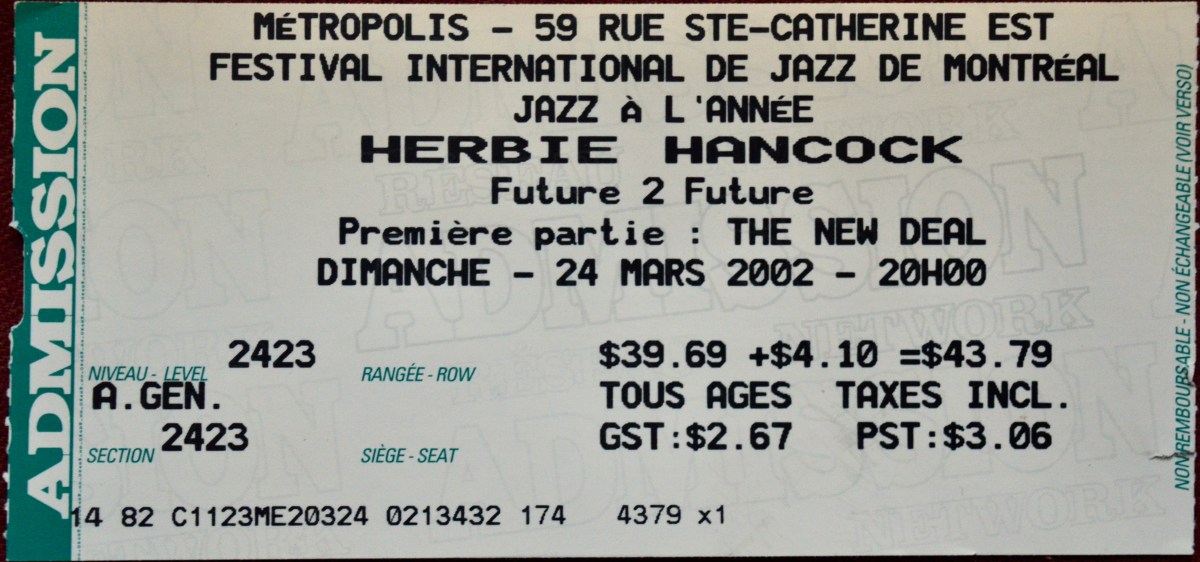 ADMISSION
MÉTROPOLIS - 59 RUE STE-CATHERINE EST
FESTIVAL INTERNATIONAL DE JAZZ DE MONTRÉAL
JAZZ À L'ANNÉE
HERBIE HANCOCK
Future 2 Future
Première partie : THE NEW DEAL
DIMANCHE - 24 MARS 2002 - 20H00
2423 $39.69 +$4.10 =$43.79
NIVEAU - LEVEL RANGÉE - ROW
A.GEN. TOUS AGES TAXES INCL.
2423 GST:$2.67 PST:$3.06
SECTION SIÈGE - SEAT
14 82 C1123ME20324 0213432 174 4379 x1
NON REMBOURSABLE - NON ÉCHANGEABLE (VOIR VERSO)
RÉSEAU
ADMISSION
NETWORK